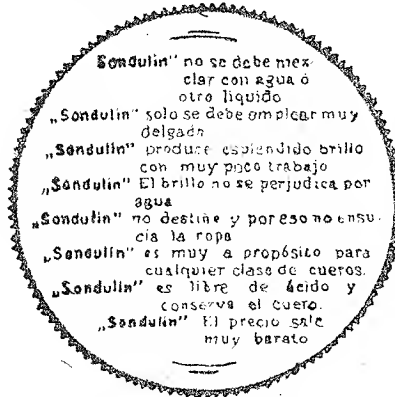 Sondulin" no se debe mex
clar con agua ó
otro liquido
„Sondulin" solo se debe emplear muy
delgada
„Sondulin" produce esplendido brillo
con muy poco trabajo
„Sondulin" El brillo no se perjudica por
agua
„Sondulin" no destiñe y por eso no ensu-
cia la ropa
„Sondulin" es muy a propósito para
cualquier clase de cueros.
„Sondulin" es libre de ácido y
conserva el cuero.
„Sondulin" El precio sale
muy barato